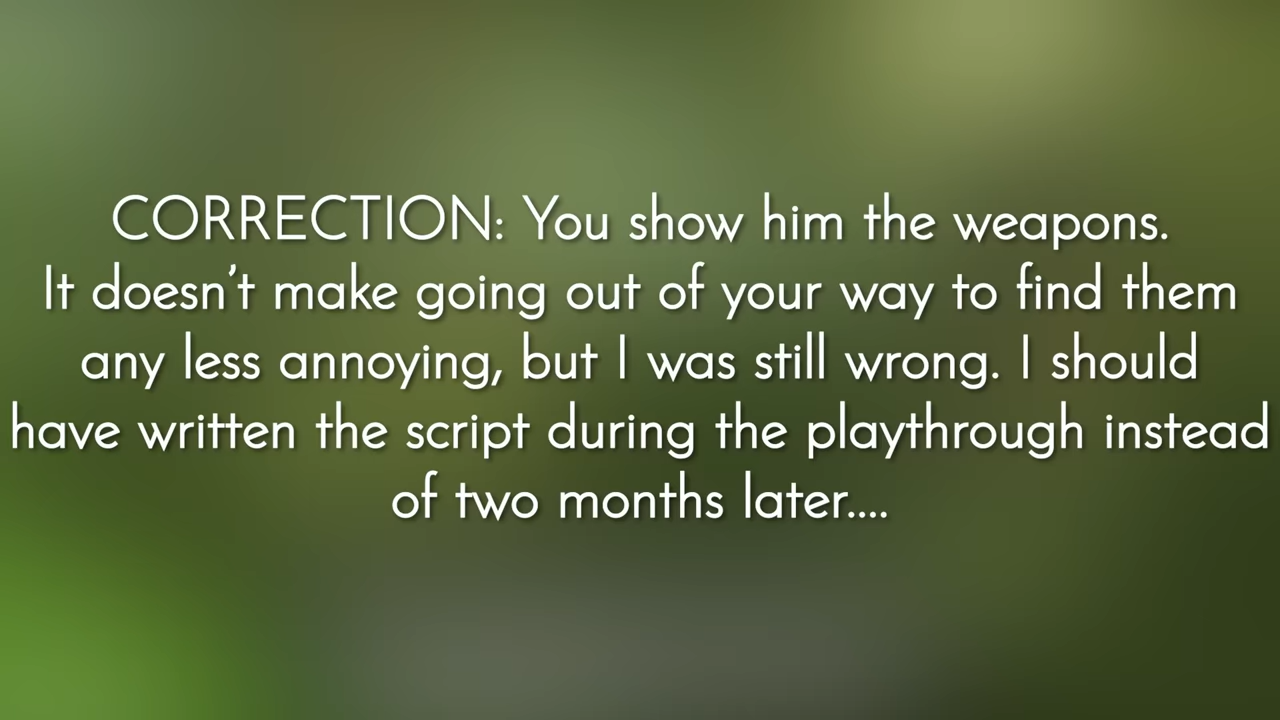 CORRECTION: You show him the weapons.
It doesn’t make going out of your way to find them
any less annoying, but I was still wrong. I should
have written the script during the playthrough instead
of two months later....